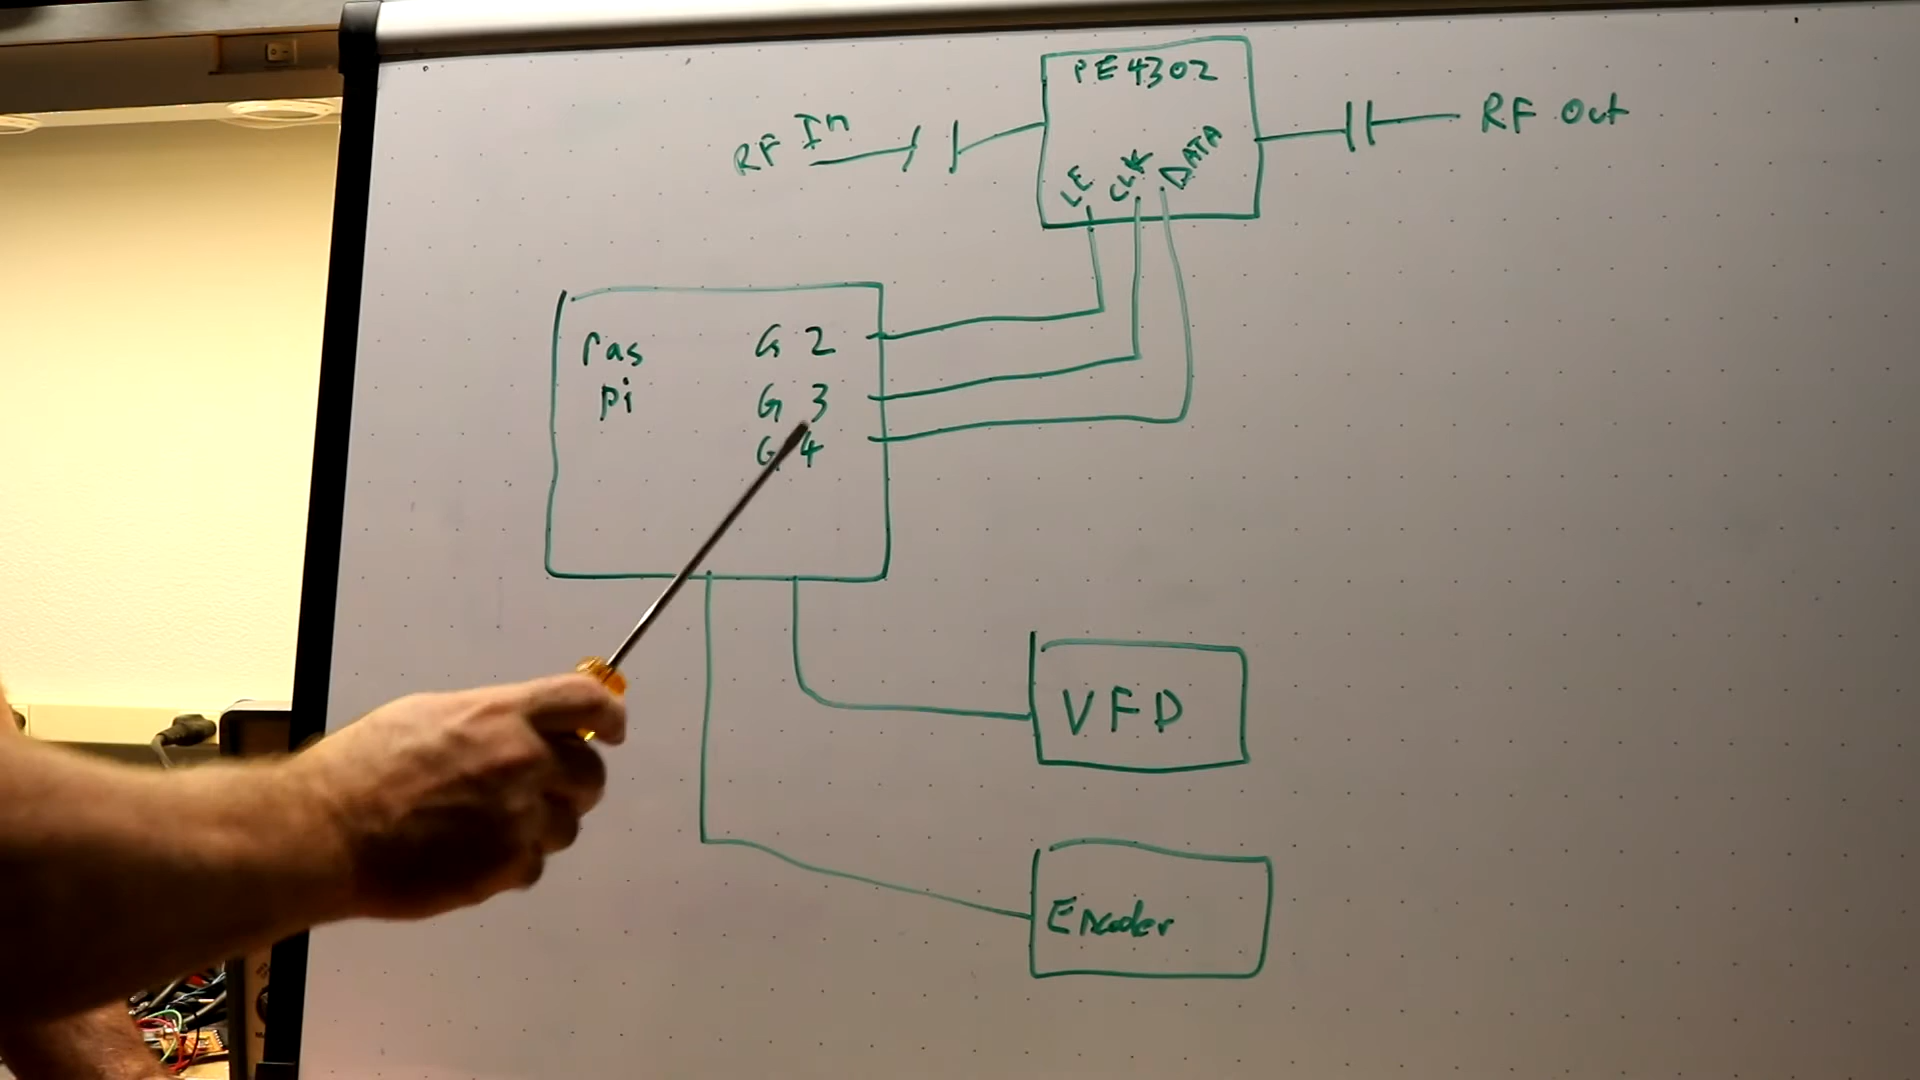 PE4302
RF In
RF Out
LE CLK DATA
ras
pi
G 2
G 3
G 4
VFD
Encoder